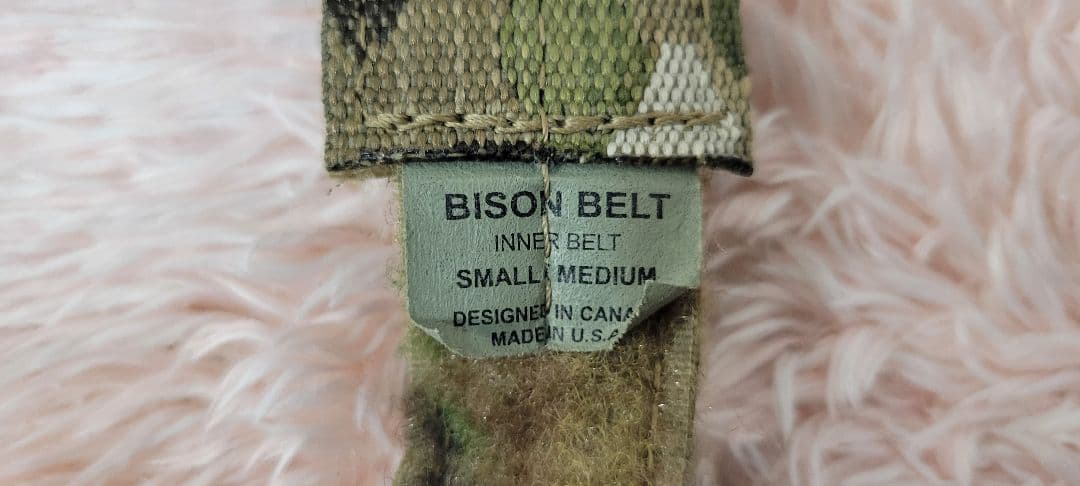 BISON BELT
INNER BELT
SMALL/MEDIUM
DESIGNED IN CANA
MADE IN U.S.A